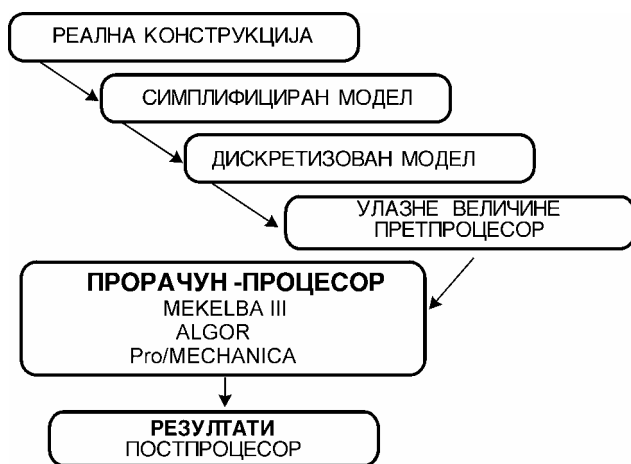 РЕАЛНА КОНСТРУКЦИЈА
СИМПЛИФИЦИРАН МОДЕЛ
ДИСКРЕТИЗОВАН МОДЕЛ
УЛАЗНЕ ВЕЛИЧИНЕ
ПРЕТПРОЦЕСОР
ПРОРАЧУН -ПРОЦЕСОР
MEKELBA III
ALGOR
Pro/MECHANICA
РЕЗУЛТАТИ
ПОСТПРОЦЕСОР